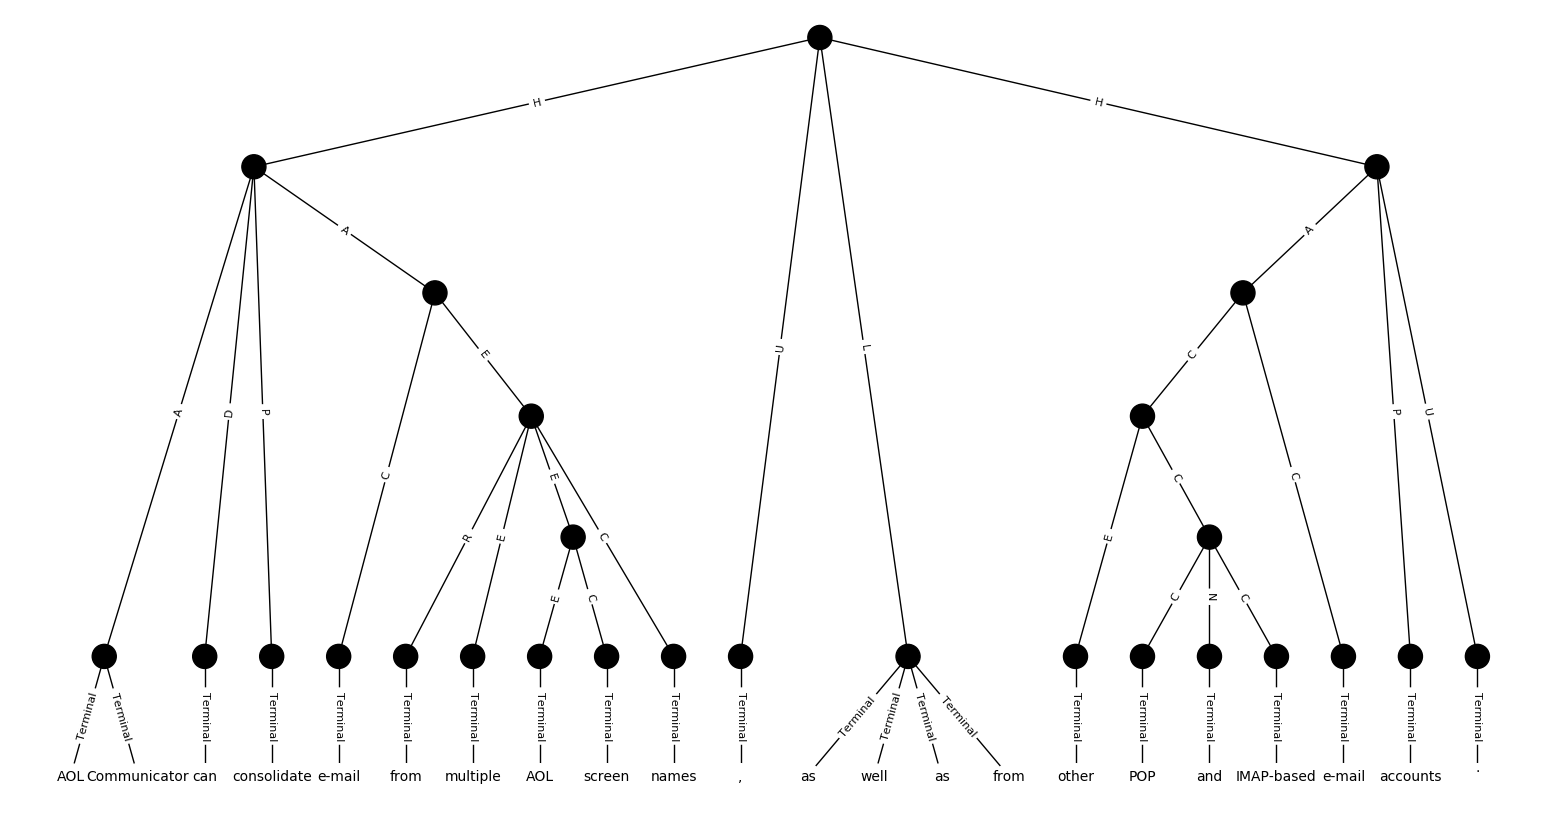 H H
A A
E C
A D P U L P U
C E C C
R E C E
E C C N C
Terminal Terminal Terminal Terminal Terminal Terminal Terminal Terminal Terminal Terminal Terminal Terminal Terminal Terminal Terminal Terminal Terminal Terminal Terminal Terminal Terminal Terminal
AOL Communicator can consolidate e-mail from multiple AOL screen names , as well as from other POP and IMAP-based e-mail accounts .